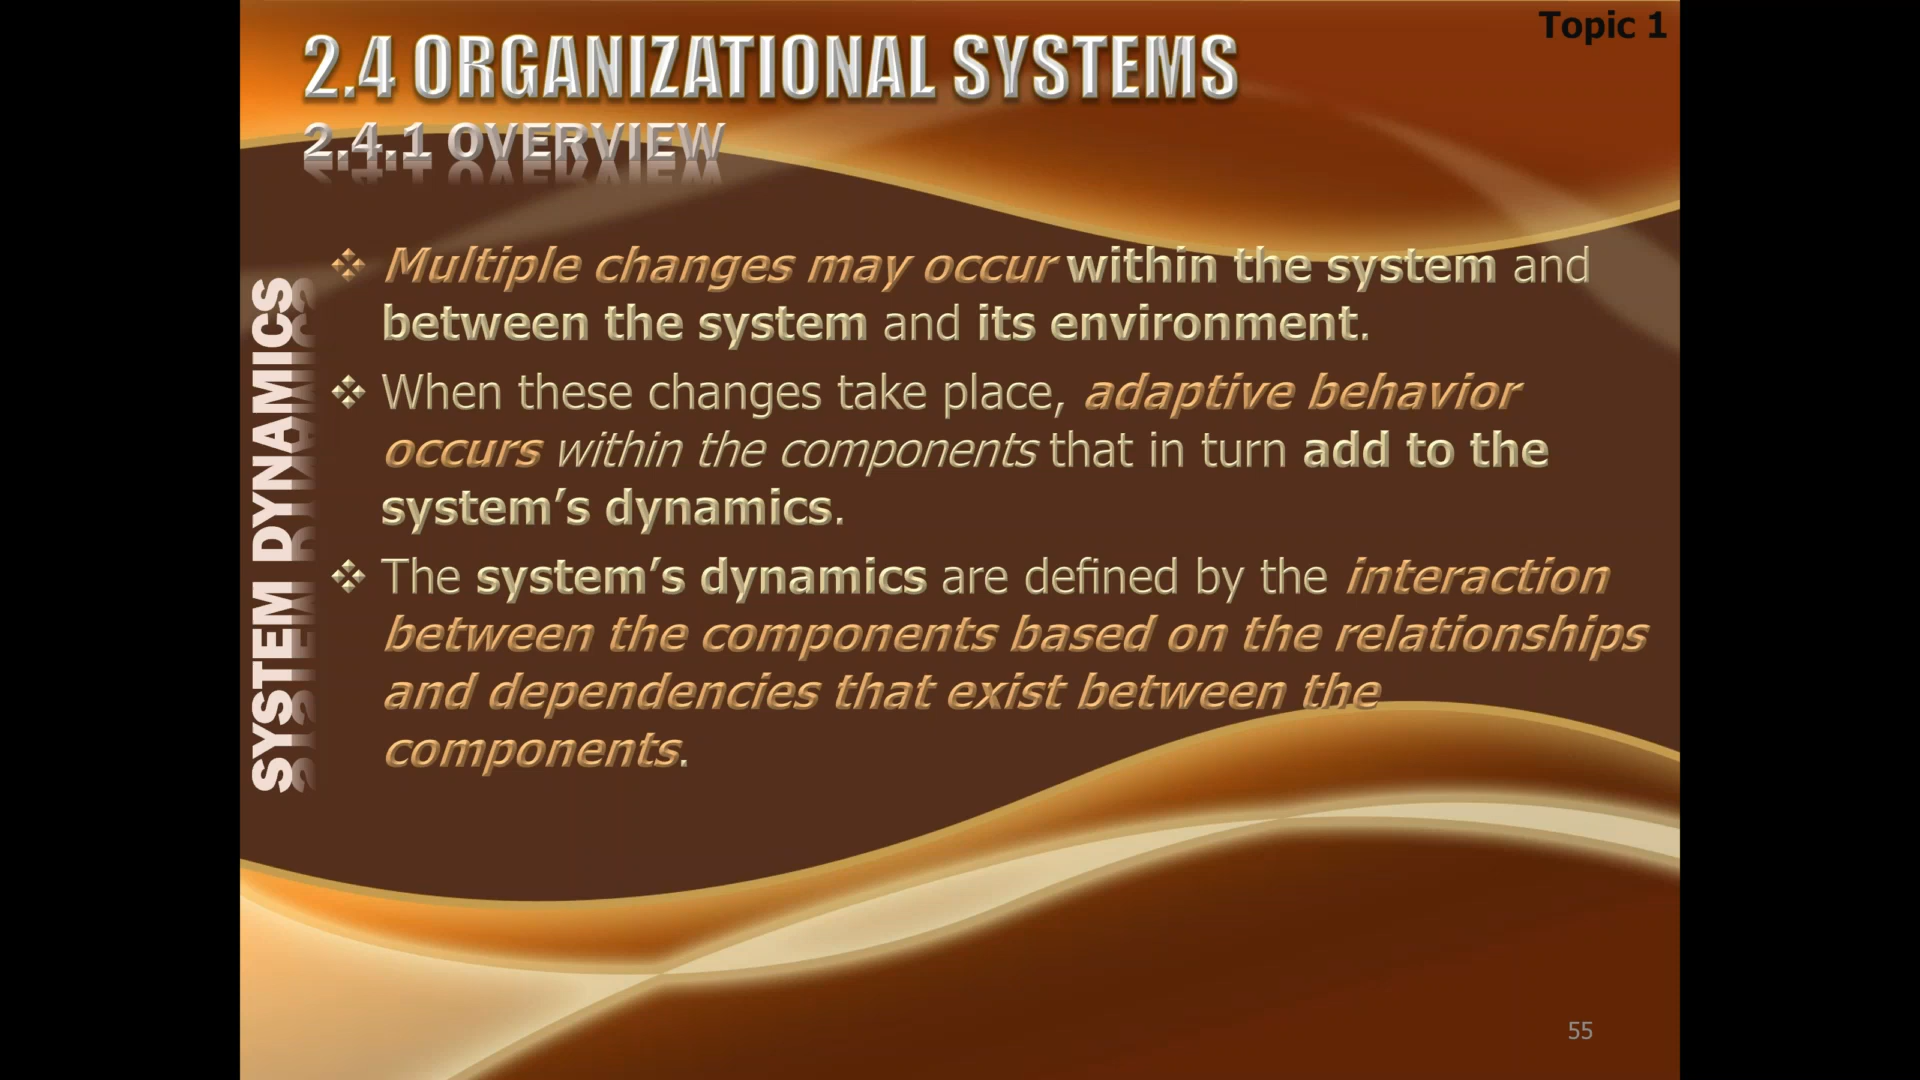 Topic 1
2.4 ORGANIZATIONAL SYSTEMS
2.4.1 OVERVIEW
SYSTEM DYNAMICS
❖ Multiple changes may occur within the system and
between the system and its environment.
❖ When these changes take place, adaptive behavior
occurs within the components that in turn add to the
system’s dynamics.
❖ The system’s dynamics are defined by the interaction
between the components based on the relationships
and dependencies that exist between the
components.
55